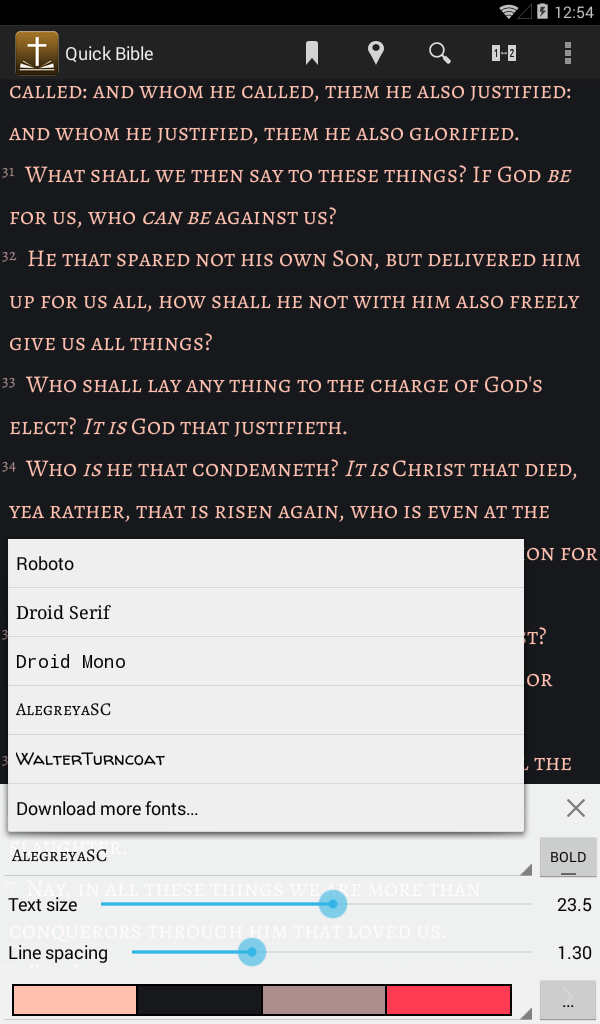 12:54
Quick Bible
1↔2
CALLED: AND WHOM HE CALLED, THEM HE ALSO JUSTIFIED:
AND WHOM HE JUSTIFIED, THEM HE ALSO GLORIFIED.
31 WHAT SHALL WE THEN SAY TO THESE THINGS? IF GOD BE
FOR US, WHO CAN BE AGAINST US?
32 HE THAT SPARED NOT HIS OWN SON, BUT DELIVERED HIM
UP FOR US ALL, HOW SHALL HE NOT WITH HIM ALSO FREELY
GIVE US ALL THINGS?
33 WHO SHALL LAY ANY THING TO THE CHARGE OF GOD'S
ELECT? IT IS GOD THAT JUSTIFIETH.
34 WHO IS HE THAT CONDEMNETH? IT IS CHRIST THAT DIED,
YEA RATHER, THAT IS RISEN AGAIN, WHO IS EVEN AT THE
ON FOR
ST?
OR
THE
Roboto
Droid Serif
Droid Mono
AlegreyaSC
WalterTurncoat
Download more fonts...
SLAUGHTER.
AlegreyaSC
BOLD
37 NAY, IN ALL THESE THINGS WE ARE MORE THAN
Text size
23.5
CONQUERORS THROUGH HIM THAT LOVED US.
Line spacing
1.30
...